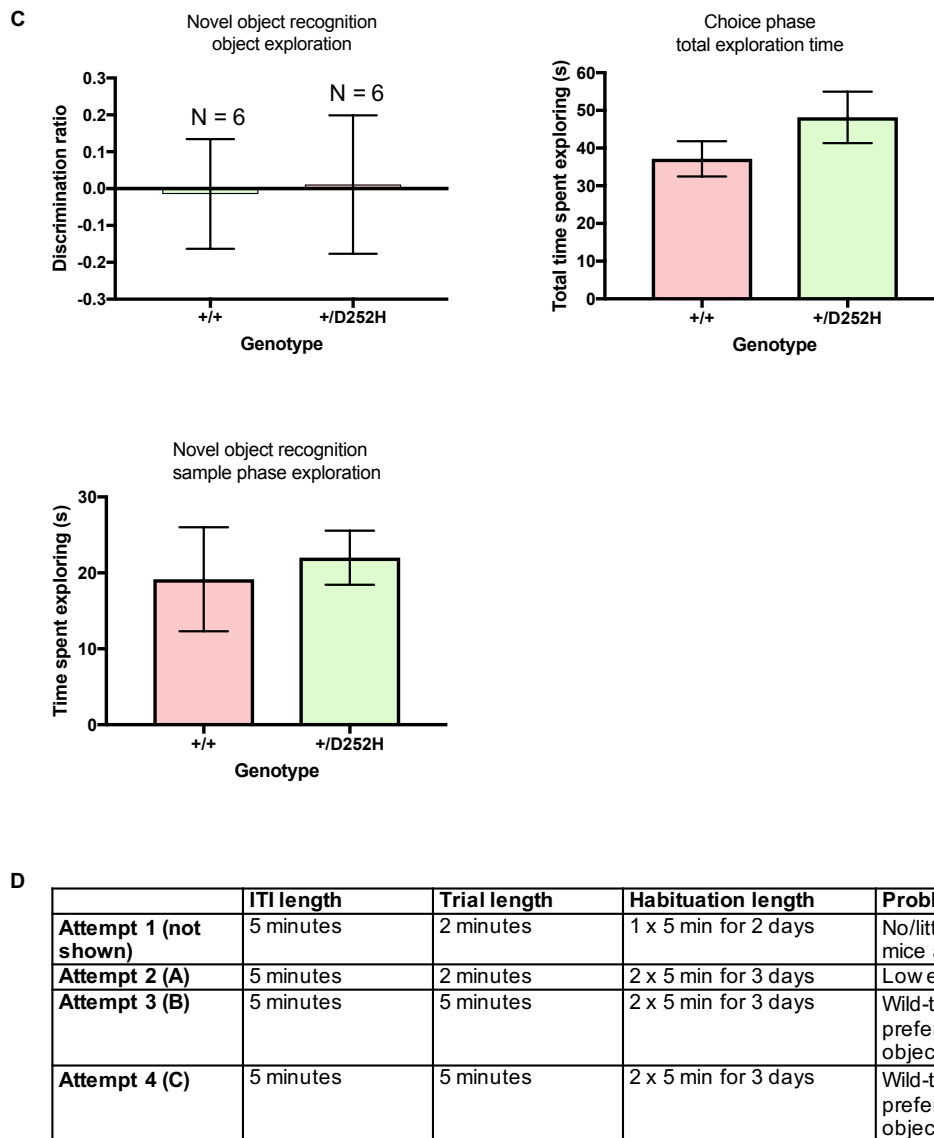 C
Novel object recognition
object exploration
Discrimination ratio
0.3
0.2
0.1
0.0
-0.1
-0.2
-0.3
N = 6
N = 6
+/+
+/D252H
Genotype
Choice phase
total exploration time
Total time spent exploring (s)
60
50
40
30
20
10
0
+/+
+/D252H
Genotype
Novel object recognition
sample phase exploration
Time spent exploring (s)
30
20
10
0
+/+
+/D252H
Genotype
D
ITI length Trial length Habituation length
Attempt 1 (not 5 minutes 2 minutes 1 x 5 min for 2 days
shown) mice
Attempt 2 (A) 5 minutes 2 minutes 2 x 5 min for 3 days Low
Attempt 3 (B) 5 minutes 5 minutes 2 x 5 min for 3 days
Attempt 4 (C) 5 minutes 5 minutes 2 x 5 min for 3 days